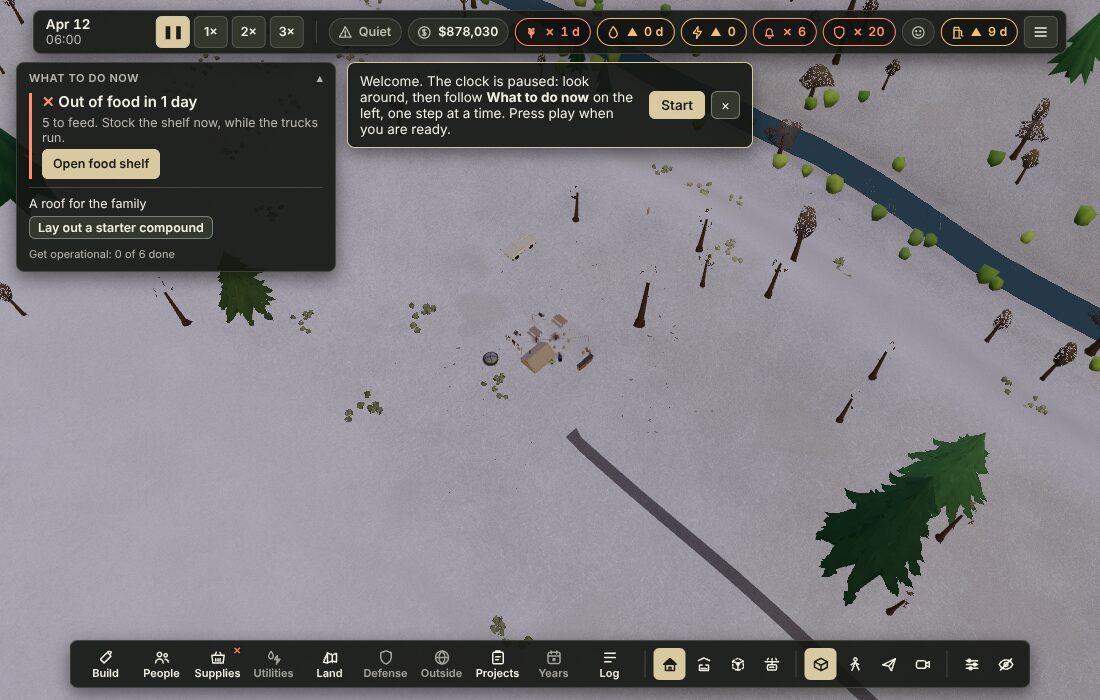 Apr 12
06:00
1× 2× 3×
Quiet
$878,030
× 1 d
▲ 0 d
▲ 0
× 6
× 20
▲ 9 d
WHAT TO DO NOW ▲
× Out of food in 1 day
5 to feed. Stock the shelf now, while the trucks
run.
Open food shelf
A roof for the family
Lay out a starter compound
Get operational: 0 of 6 done
Welcome. The clock is paused: look
around, then follow What to do now on the
left, one step at a time. Press play when
you are ready.
Start ×
Build People Supplies Utilities Land Defense Outside Projects Years Log